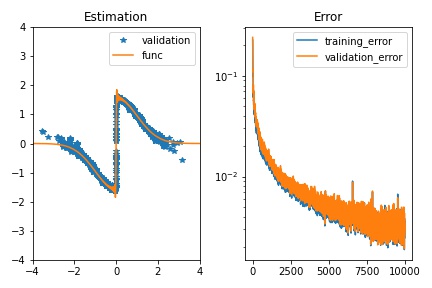 Estimation
validation
func
4
3
2
1
0
−1
−2
−3
−4
−4 −2 0 2 4
Error
training_error
validation_error
10⁻¹
10⁻²
0 2500 5000 7500 10000